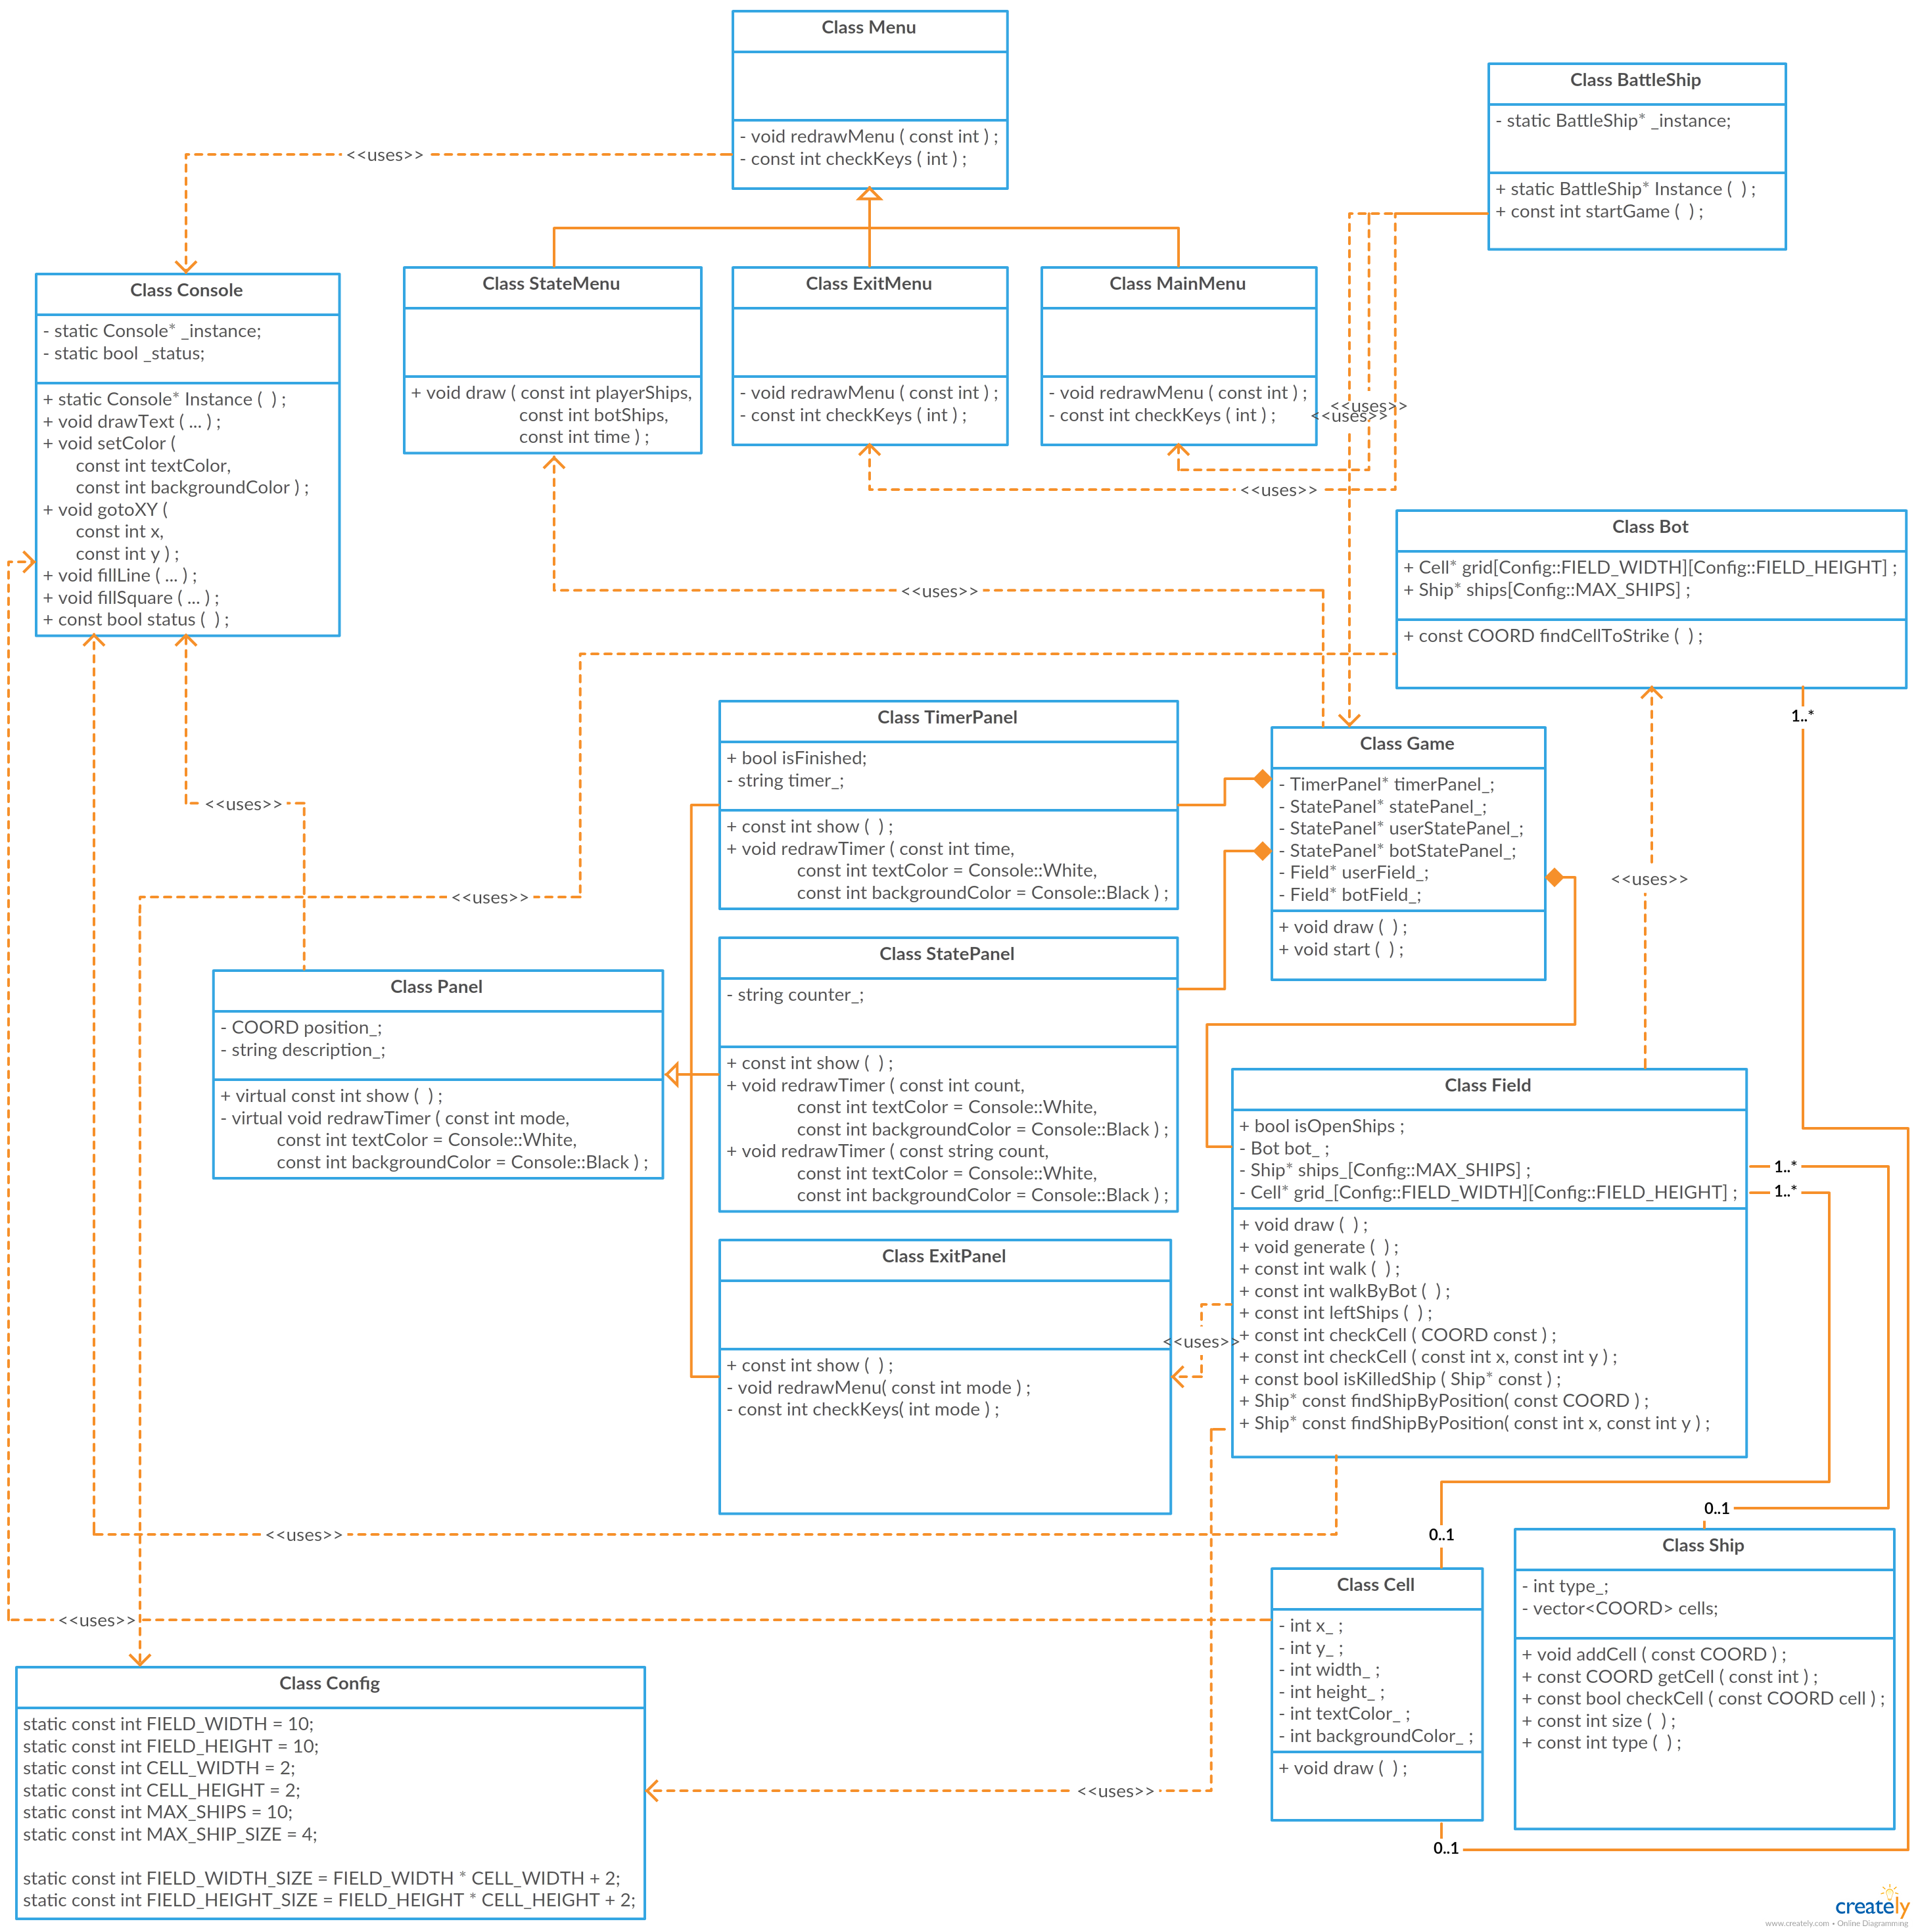 Class Menu
- void redrawMenu ( const int ) ;
- const int checkKeys ( int ) ;
Class BattleShip
- static BattleShip* _instance;
+ static BattleShip* Instance (  ) ;
+ const int startGame (  ) ;
<<uses>>
Class Console
- static Console* _instance;
- static bool _status;
+ static Console* Instance (  ) ;
+ void drawText ( ... ) ;
+ void setColor (
const int textColor,
const int backgroundColor ) ;
+ void gotoXY (
const int x,
const int y ) ;
+ void fillLine ( ... ) ;
+ void fillSquare ( ... ) ;
+ const bool status (  ) ;
Class StateMenu
+ void draw ( const int playerShips,
const int botShips,
const int time ) ;
Class ExitMenu
- void redrawMenu ( const int ) ;
- const int checkKeys ( int ) ;
Class MainMenu
- void redrawMenu ( const int ) ;
- const int checkKeys ( int ) ;
<<uses>>
<<uses>>
<<uses>>
Class Bot
+ Cell* grid[Config::FIELD_WIDTH][Config::FIELD_HEIGHT] ;
+ Ship* ships[Config::MAX_SHIPS] ;
+ const COORD findCellToStrike (  ) ;
<<uses>>
1..*
Class TimerPanel
+ bool isFinished;
- string timer_;
+ const int show (  ) ;
+ void redrawTimer ( const int time,
const int textColor = Console::White,
const int backgroundColor = Console::Black ) ;
Class Game
- TimerPanel* timerPanel_;
- StatePanel* statePanel_;
- StatePanel* userStatePanel_;
- StatePanel* botStatePanel_;
- Field* userField_;
- Field* botField_;
+ void draw (  ) ;
+ void start (  ) ;
<<uses>>
<<uses>>
<<uses>>
Class Panel
- COORD position_;
- string description_;
+ virtual const int show (  ) ;
- virtual void redrawTimer ( const int mode,
const int textColor = Console::White,
const int backgroundColor = Console::Black ) ;
Class StatePanel
- string counter_;
+ const int show (  ) ;
+ void redrawTimer ( const int count,
const int textColor = Console::White,
const int backgroundColor = Console::Black ) ;
+ void redrawTimer ( const string count,
const int textColor = Console::White,
const int backgroundColor = Console::Black ) ;
Class Field
+ bool isOpenShips ;
- Bot bot_ ;
- Ship* ships_[Config::MAX_SHIPS] ;
- Cell* grid_[Config::FIELD_WIDTH][Config::FIELD_HEIGHT] ;
+ void draw (  ) ;
+ void generate (  ) ;
+ const int walk (  ) ;
+ const int walkByBot (  ) ;
+ const int leftShips (  ) ;
+ const int checkCell ( COORD const ) ;
+ const int checkCell ( const int x, const int y ) ;
+ const bool isKilledShip ( Ship* const ) ;
+ Ship* const findShipByPosition( const COORD ) ;
+ Ship* const findShipByPosition( const int x, const int y ) ;
1..*
1..*
Class ExitPanel
+ const int show (  ) ;
- void redrawMenu( const int mode ) ;
- const int checkKeys( int mode ) ;
<<uses>>
<<uses>>
0..1
0..1
<<uses>>
Class Cell
- int x_ ;
- int y_ ;
- int width_ ;
- int height_ ;
- int textColor_ ;
- int backgroundColor_ ;
+ void draw (  ) ;
Class Ship
- int type_;
- vector<COORD> cells;
+ void addCell ( const COORD ) ;
+ const COORD getCell ( const int ) ;
+ const bool checkCell ( const COORD cell ) ;
+ const int size (  ) ;
+ const int type (  ) ;
Class Config
static const int FIELD_WIDTH = 10;
static const int FIELD_HEIGHT = 10;
static const int CELL_WIDTH = 2;
static const int CELL_HEIGHT = 2;
static const int MAX_SHIPS = 10;
static const int MAX_SHIP_SIZE = 4;
static const int FIELD_WIDTH_SIZE = FIELD_WIDTH * CELL_WIDTH + 2;
static const int FIELD_HEIGHT_SIZE = FIELD_HEIGHT * CELL_HEIGHT + 2;
<<uses>>
0..1
creately
www.creately.com • Online Diagramming